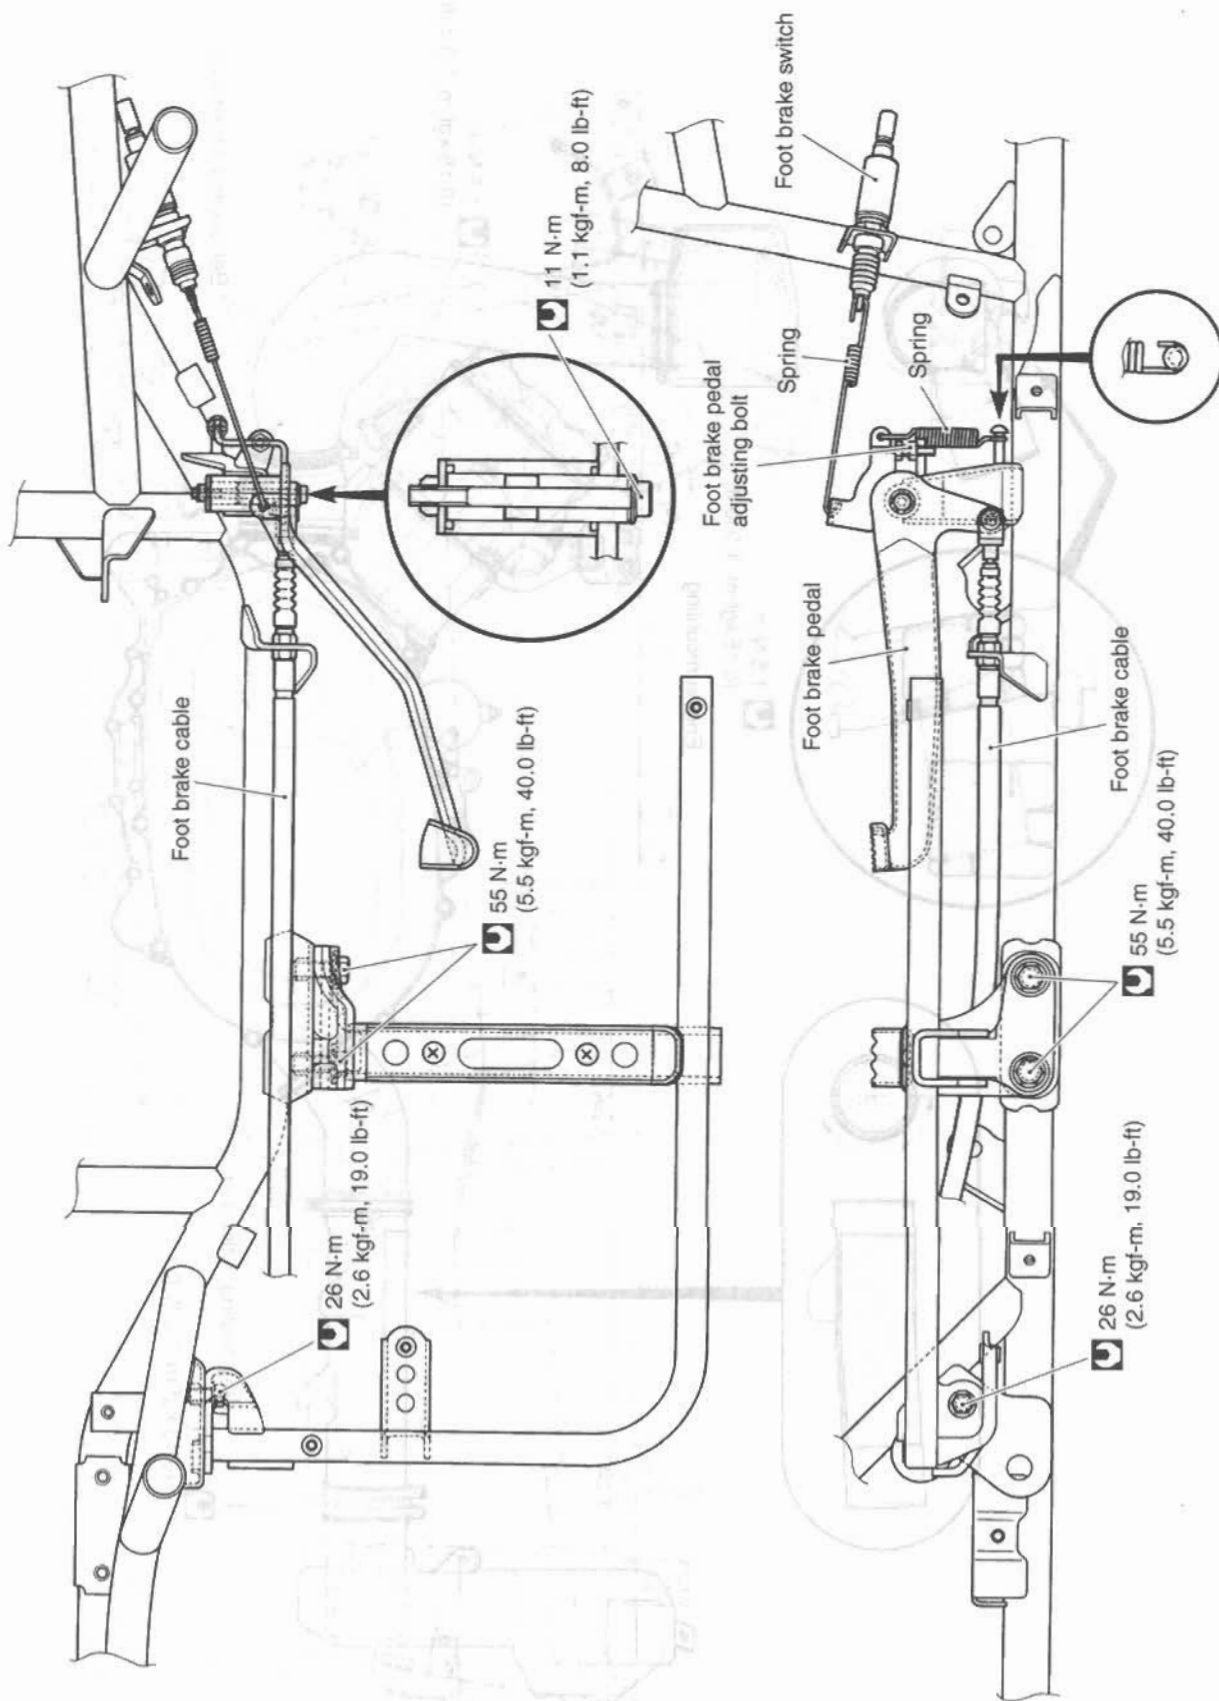 Foot brake cable
11 N·m
(1.1 kgf-m, 8.0 lb-ft)
55 N·m
(5.5 kgf-m, 40.0 lb-ft)
26 N·m
(2.6 kgf-m, 19.0 lb-ft)
Foot brake switch
Spring
Spring
Foot brake pedal
adjusting bolt
Foot brake pedal
Foot brake cable
55 N·m
(5.5 kgf-m, 40.0 lb-ft)
26 N·m
(2.6 kgf-m, 19.0 lb-ft)